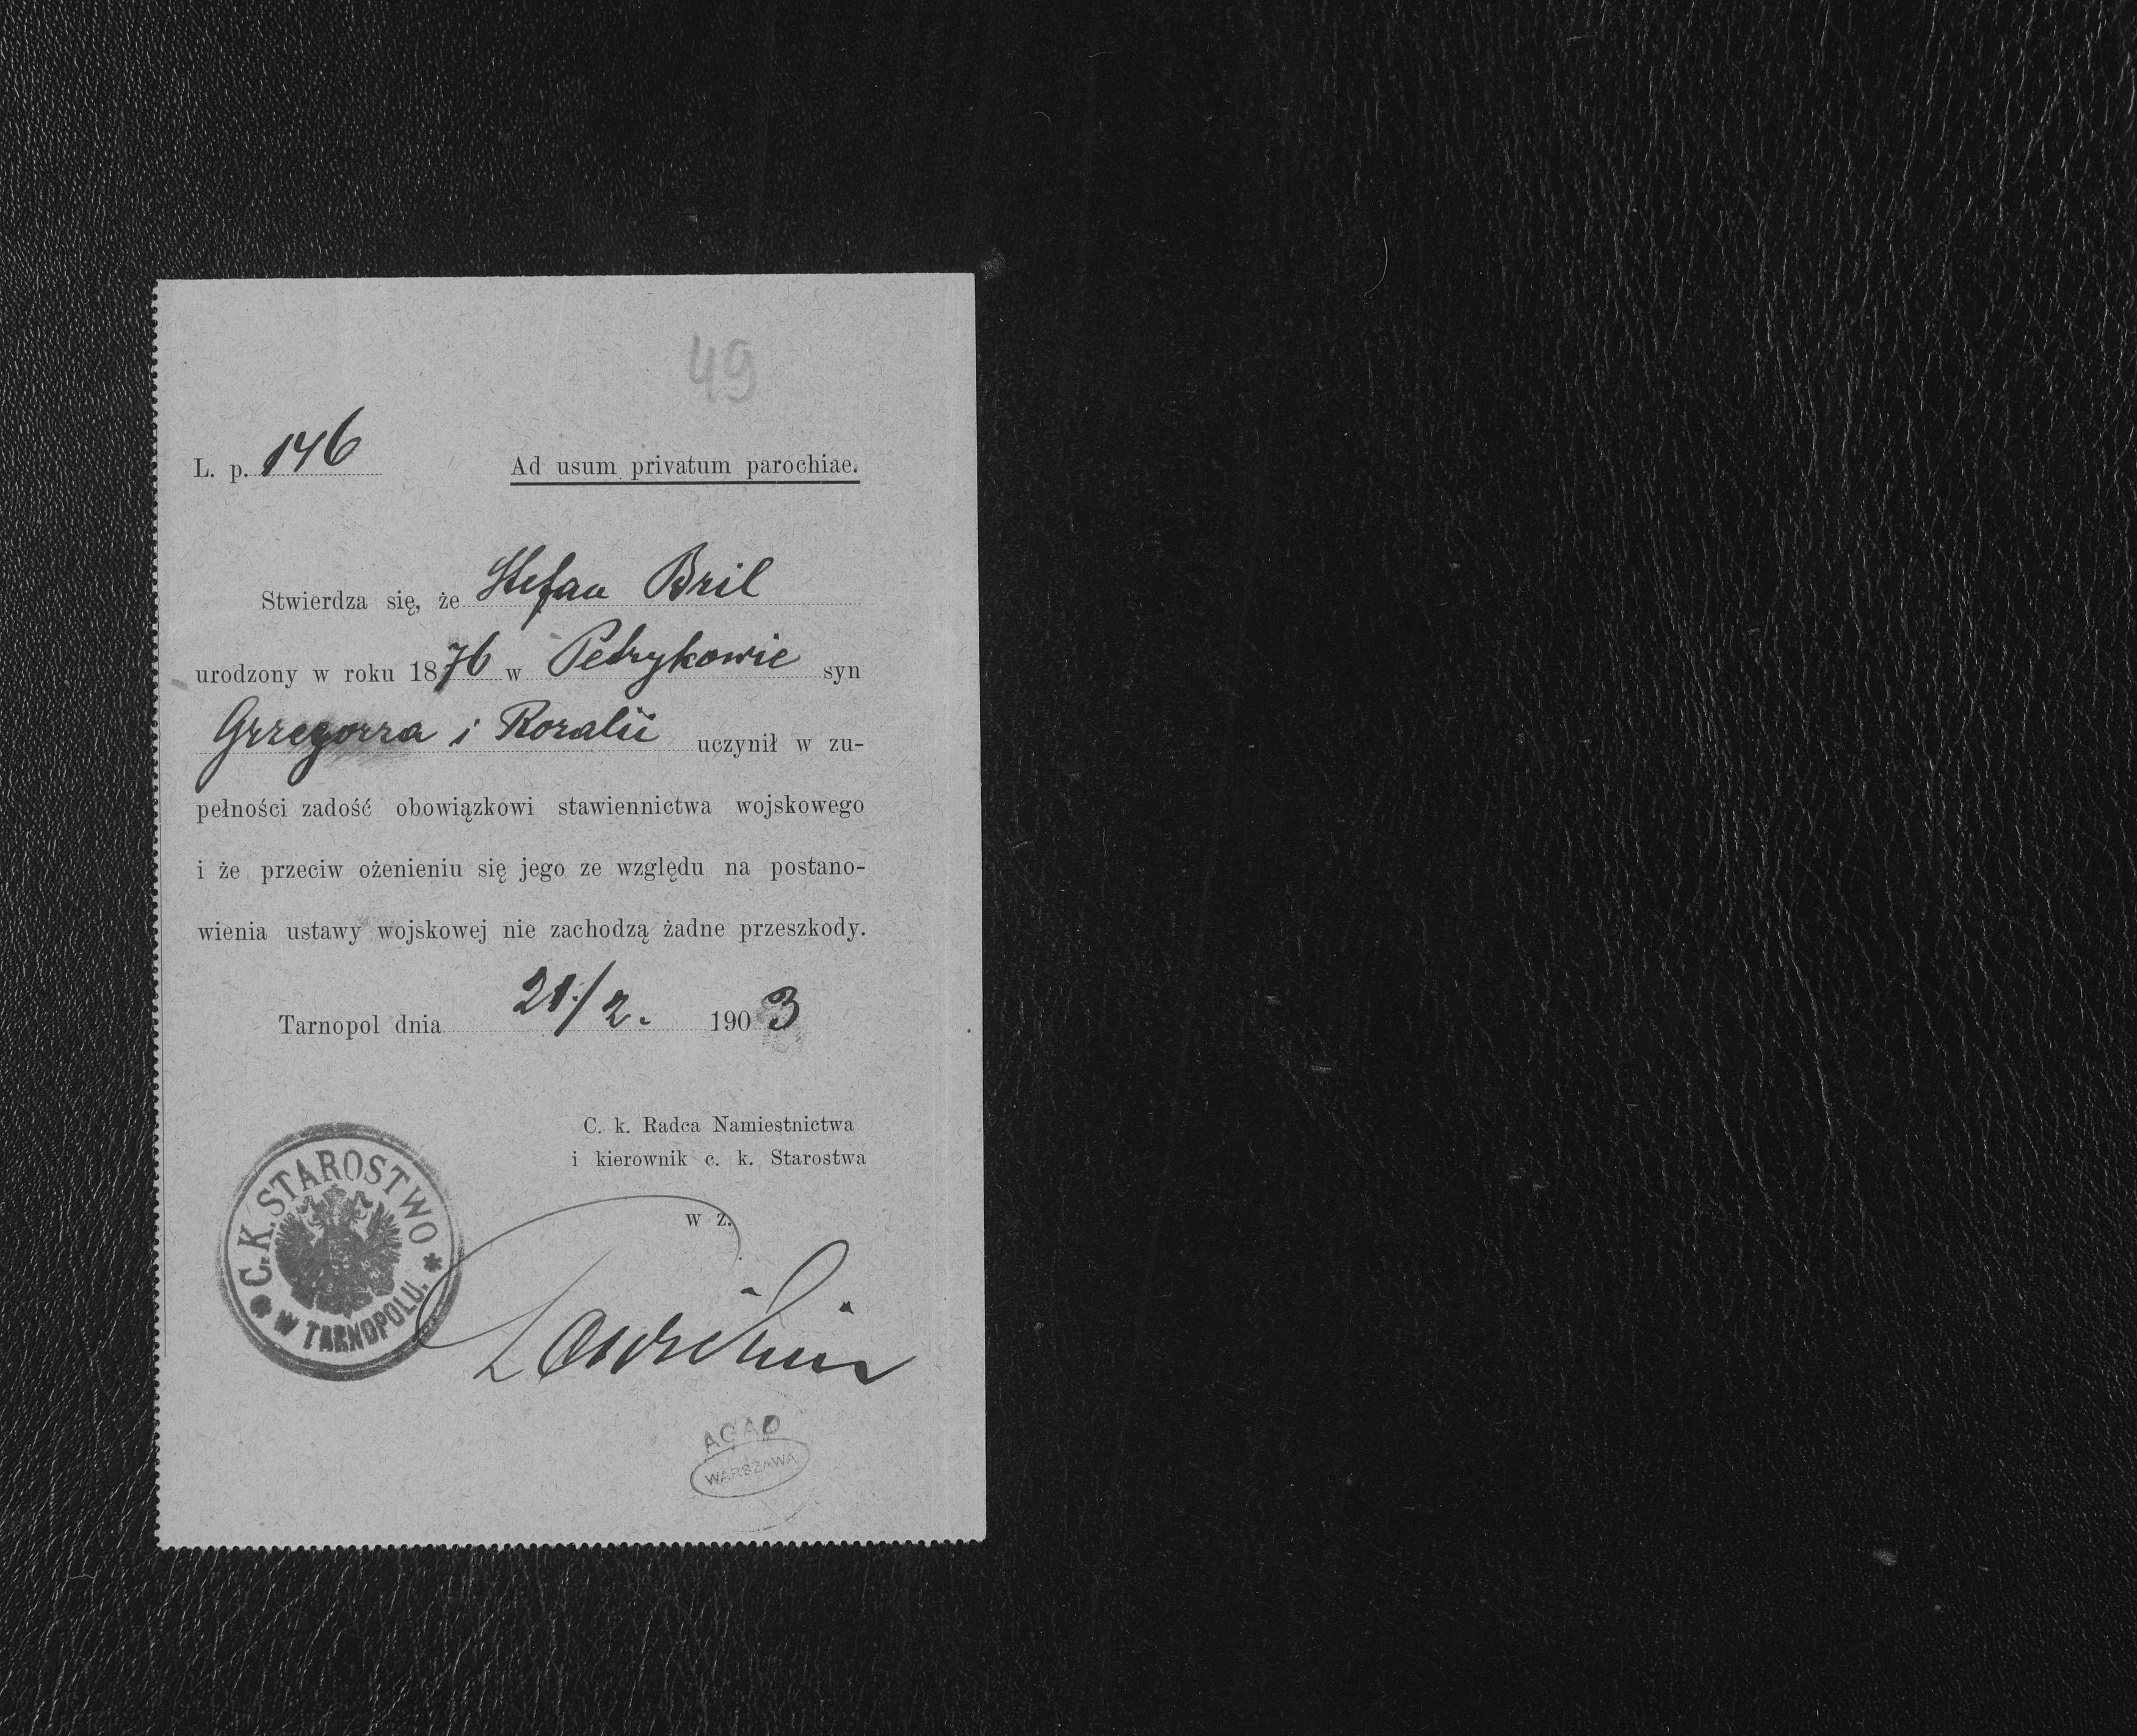 49
L. p. 146 Ad usum privatum parochiae.
Stwierdza się, że Stefan Bril
urodzony w roku 1876 w Petrykowie syn
Grzegorza i Rozalii uczynił w zu-
pełności zadość obowiązkowi stawiennictwa wojskowego
i że przeciw ożenieniu się jego ze względu na postano-
wienia ustawy wojskowej nie zachodzą żadne przeszkody.
Tarnopol dnia 21/2. 1903
C. k. Radca Namiestnictwa
i kierownik c. k. Starostwa
w z.
C.K. STAROSTWO
W TARNOPOLU.
AGAD
WARSZAWA